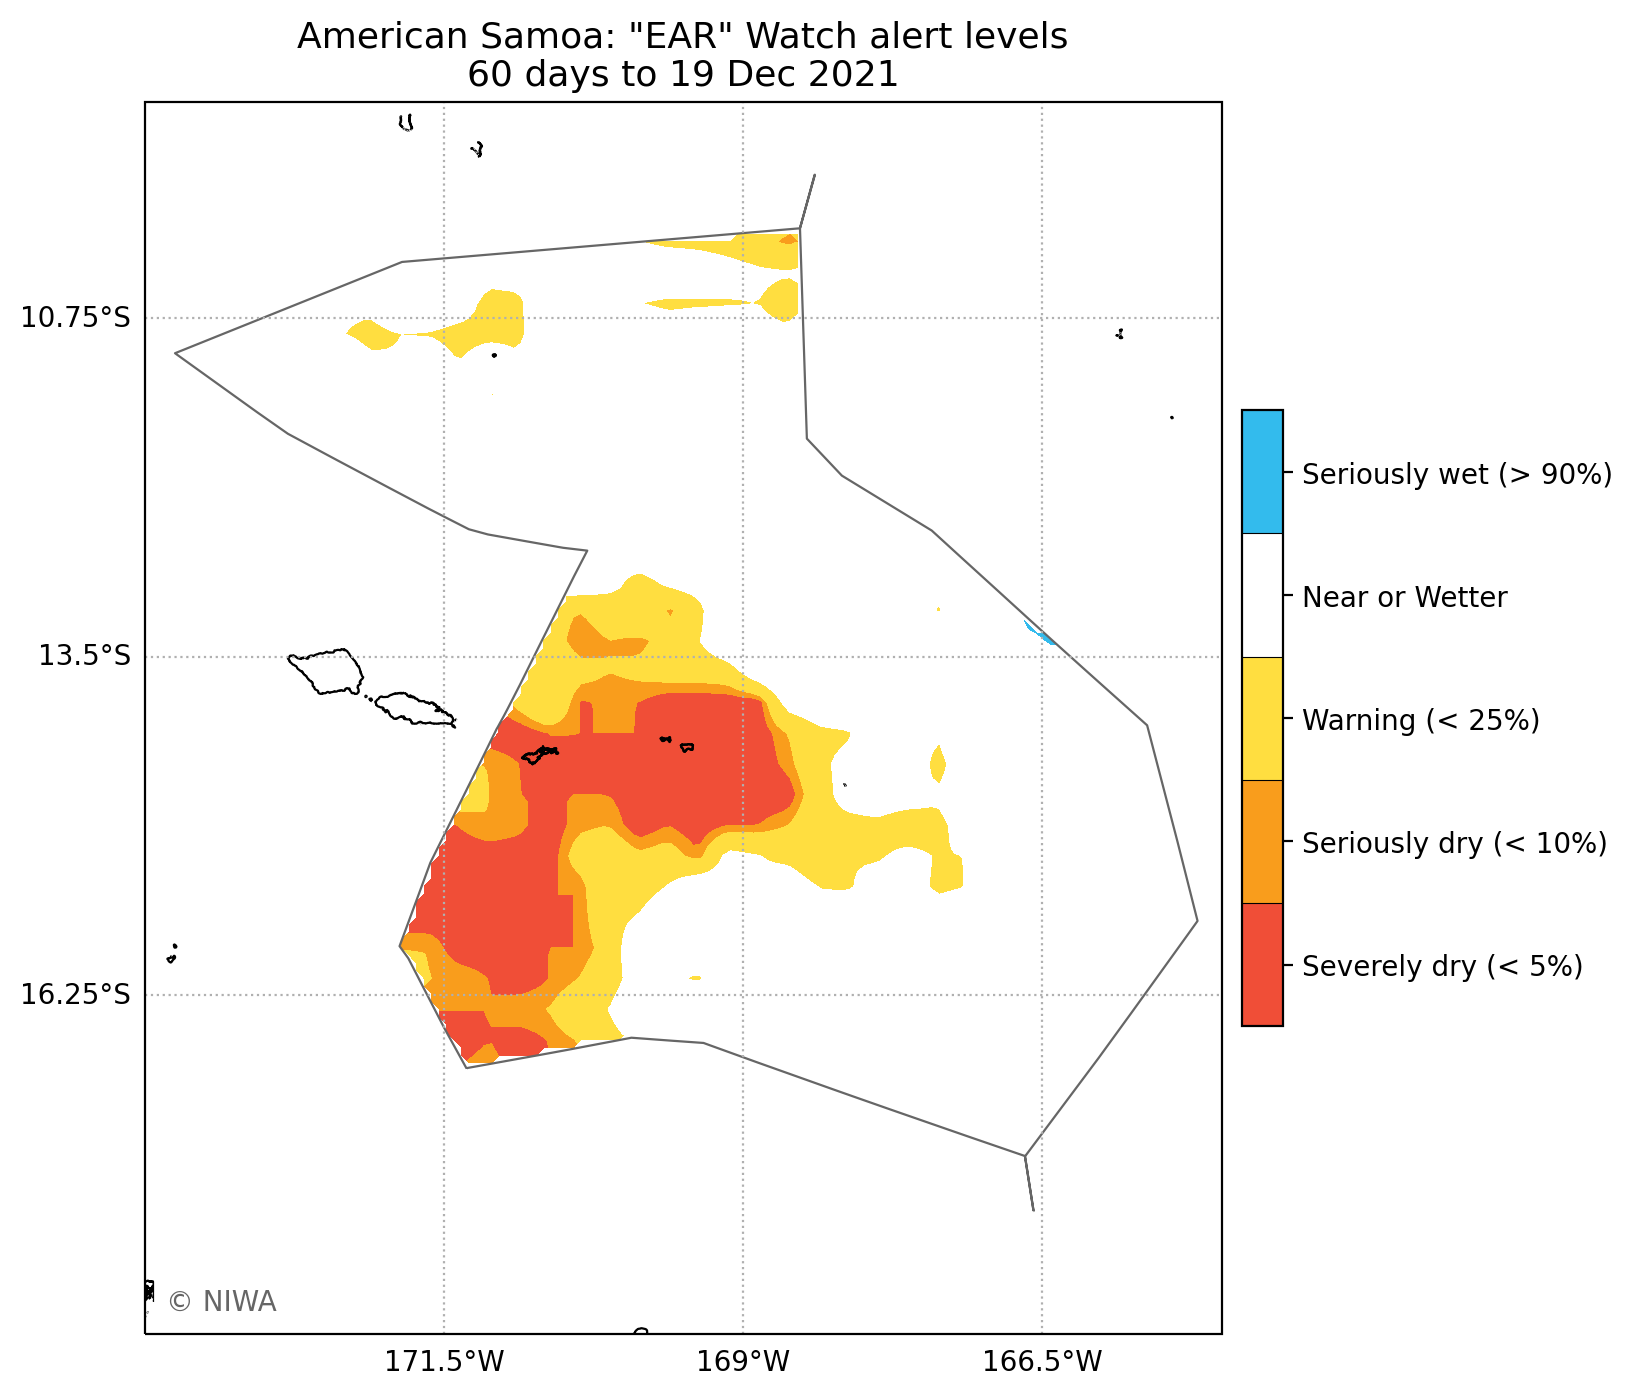 American Samoa: "EAR" Watch alert levels
60 days to 19 Dec 2021
10.75°S
13.5°S
16.25°S
171.5°W
169°W
166.5°W
Seriously wet (> 90%)
Near or Wetter
Warning (< 25%)
Seriously dry (< 10%)
Severely dry (< 5%)
© NIWA